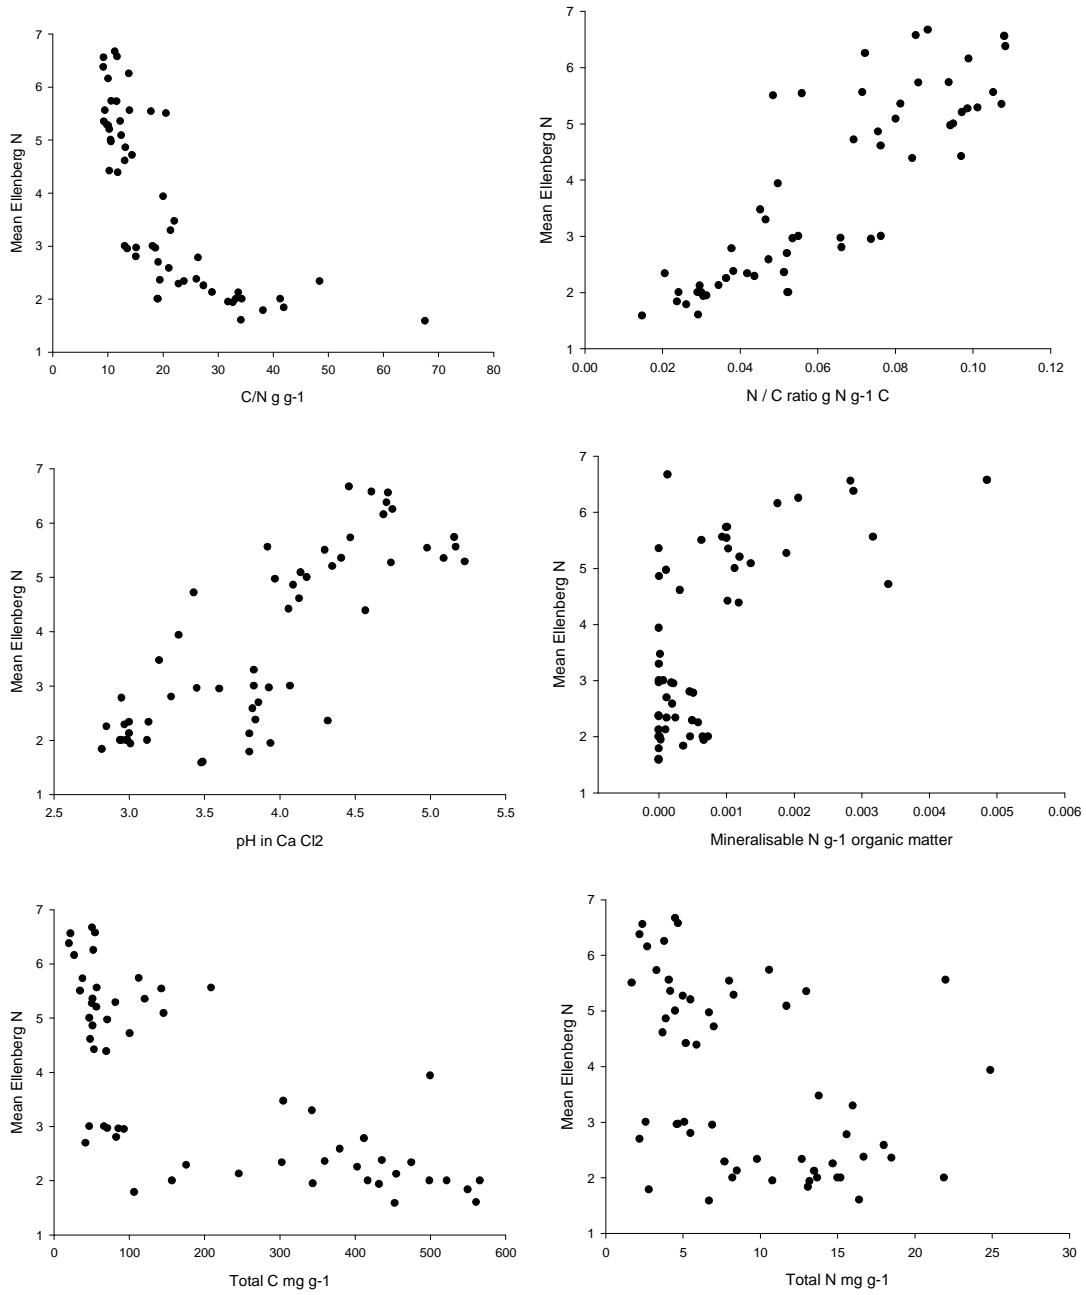 7
6
5
4
3
2
1
Mean Ellenberg N
0 10 20 30 40 50 60 70 80
C/N g g-1
7
6
5
4
3
2
1
Mean Ellenberg N
0.00 0.02 0.04 0.06 0.08 0.10 0.12
N / C ratio g N g-1 C
7
6
5
4
3
2
1
Mean Ellenberg N
2.5 3.0 3.5 4.0 4.5 5.0 5.5
pH in Ca Cl2
7
6
5
4
3
2
1
Mean Ellenberg N
0.000 0.001 0.002 0.003 0.004 0.005 0.006
Mineralisable N g-1 organic matter
7
6
5
4
3
2
1
Mean Ellenberg N
0 100 200 300 400 500 600
Total C mg g-1
7
6
5
4
3
2
1
Mean Ellenberg N
0 5 10 15 20 25 30
Total N mg g-1